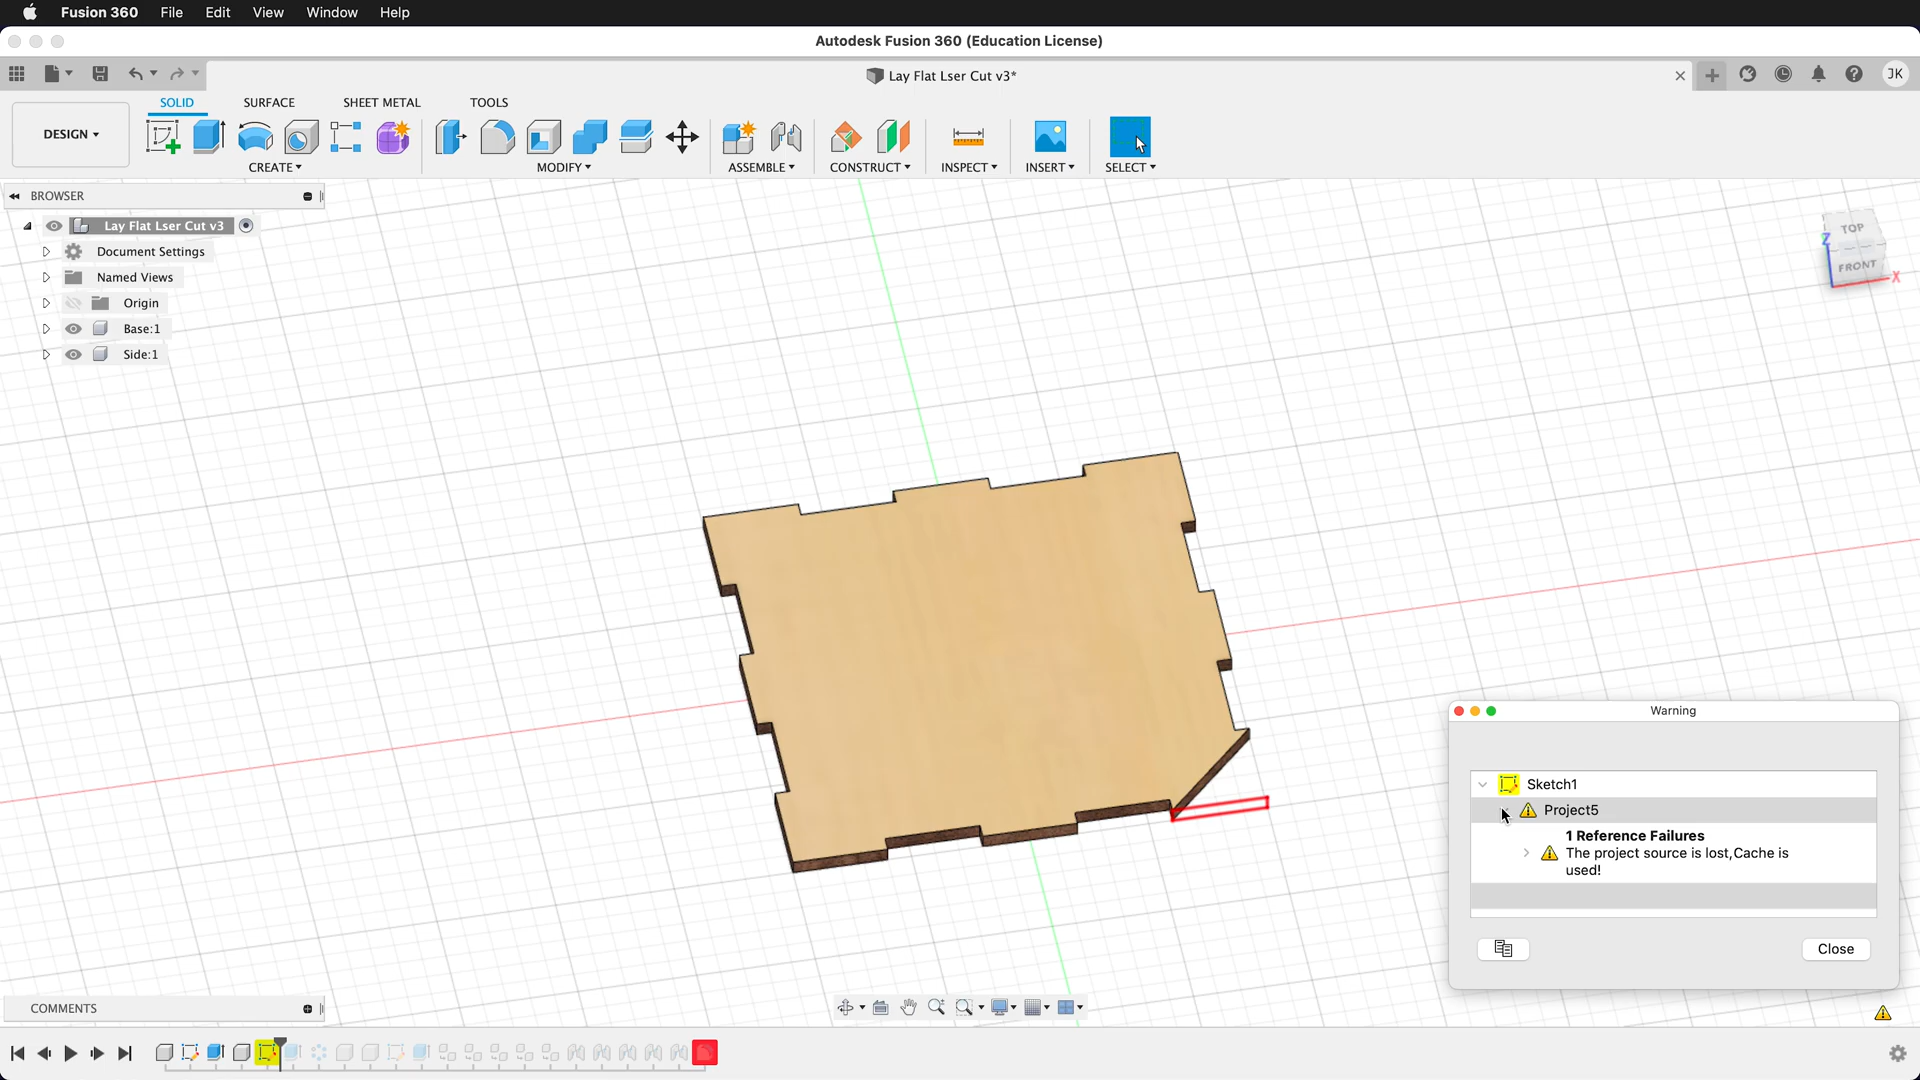 Fusion 360 File Edit View Window Help
Autodesk Fusion 360 (Education License)
Lay Flat Lser Cut v3*
JK
SOLID SURFACE SHEET METAL TOOLS
DESIGN
CREATE MODIFY ASSEMBLE CONSTRUCT INSPECT INSERT SELECT
BROWSER
Lay Flat Lser Cut v3
Document Settings
Named Views
Origin
Base:1
Side:1
TOP
FRONT
Z
X
Warning
Sketch1
Project5
1 Reference Failures
The project source is lost,Cache is
used!
Close
COMMENTS